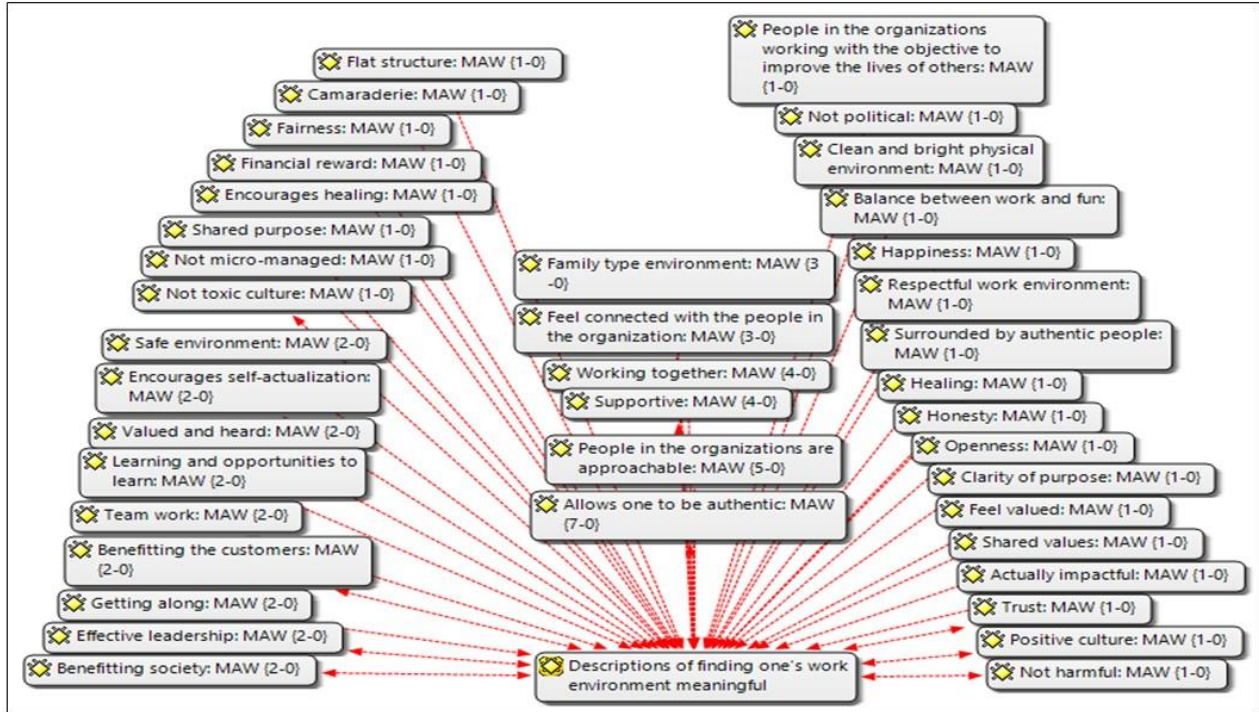 Flat structure: MAW {1-0}
Camaraderie: MAW {1-0}
Fairness: MAW {1-0}
Financial reward: MAW {1-0}
Encourages healing: MAW {1-0}
Shared purpose: MAW {1-0}
Not micro-managed: MAW {1-0}
Not toxic culture: MAW {1-0}
Safe environment: MAW {2-0}
Encourages self-actualization:
MAW {2-0}
Valued and heard: MAW {2-0}
Learning and opportunities to
learn: MAW {2-0}
Team work: MAW {2-0}
Benefitting the customers: MAW
{2-0}
Getting along: MAW {2-0}
Effective leadership: MAW {2-0}
Benefitting society: MAW {2-0}
Family type environment: MAW {3
-0}
Feel connected with the people in
the organization: MAW {3-0}
Working together: MAW {4-0}
Supportive: MAW {4-0}
People in the organizations are
approachable: MAW {5-0}
Allows one to be authentic: MAW
{7-0}
Descriptions of finding one's work
environment meaningful
People in the organizations
working with the objective to
improve the lives of others: MAW
{1-0}
Not political: MAW {1-0}
Clean and bright physical
environment: MAW {1-0}
Balance between work and fun:
MAW {1-0}
Happiness: MAW {1-0}
Respectful work environment:
MAW {1-0}
Surrounded by authentic people:
MAW {1-0}
Healing: MAW {1-0}
Honesty: MAW {1-0}
Openness: MAW {1-0}
Clarity of purpose: MAW {1-0}
Feel valued: MAW {1-0}
Shared values: MAW {1-0}
Actually impactful: MAW {1-0}
Trust: MAW {1-0}
Positive culture: MAW {1-0}
Not harmful: MAW {1-0}